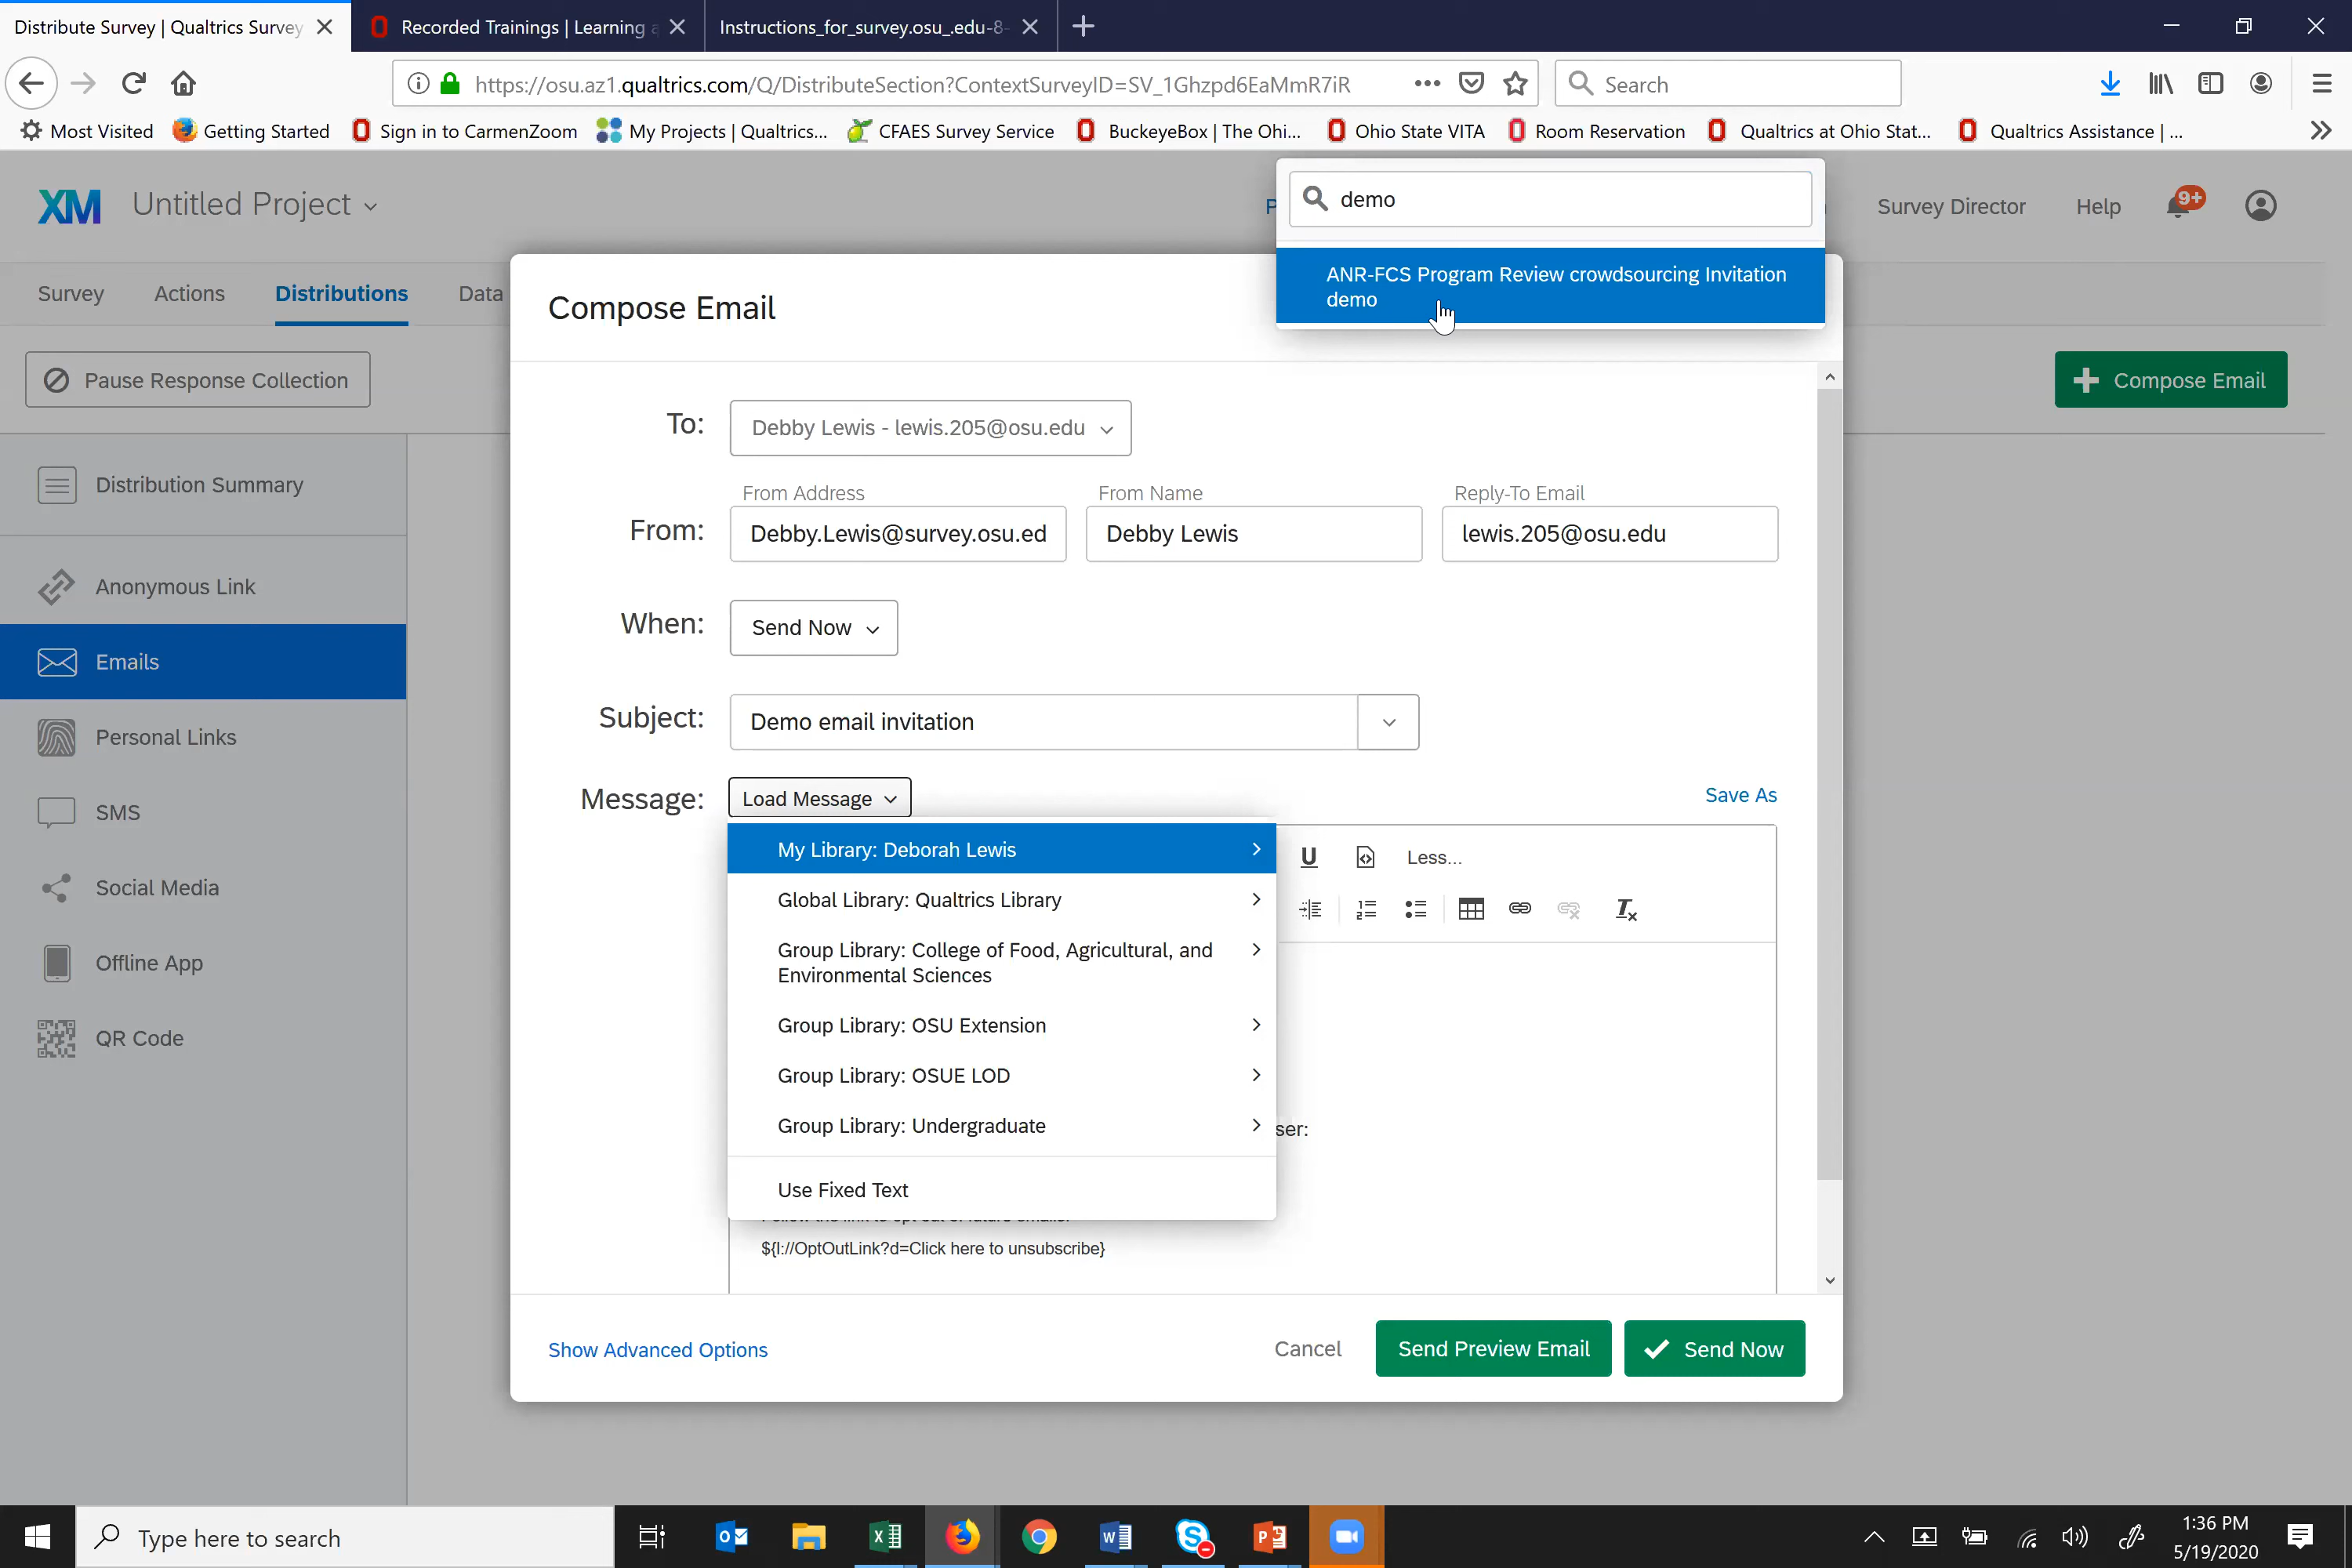 Distribute Survey | Qualtrics Survey
Recorded Trainings | Learning a
Instructions_for_survey.osu_.edu-8-
https://osu.az1.qualtrics.com/Q/DistributeSection?ContextSurveyID=SV_1Ghzpd6EaMmR7iR
Search
Most Visited
Getting Started
Sign in to CarmenZoom
My Projects | Qualtrics...
CFAES Survey Service
BuckeyeBox | The Ohi...
Ohio State VITA
Room Reservation
Qualtrics at Ohio Stat...
Qualtrics Assistance | ...
XM
Untitled Project
demo
Survey Director
Help
9+
ANR-FCS Program Review crowdsourcing Invitation
demo
Survey
Actions
Distributions
Data
Compose Email
Pause Response Collection
Compose Email
Distribution Summary
Anonymous Link
Emails
Personal Links
SMS
Social Media
Offline App
QR Code
To:
Debby Lewis - lewis.205@osu.edu
From Address
From Name
Reply-To Email
From:
Debby.Lewis@survey.osu.ed
Debby Lewis
lewis.205@osu.edu
When:
Send Now
Subject:
Demo email invitation
Message:
Load Message
Save As
My Library: Deborah Lewis
U
Less...
Global Library: Qualtrics Library
Group Library: College of Food, Agricultural, and
Environmental Sciences
Group Library: OSU Extension
Group Library: OSUE LOD
Group Library: Undergraduate
ser:
Use Fixed Text
${l://OptOutLink?d=Click here to unsubscribe}
Show Advanced Options
Cancel
Send Preview Email
Send Now
Type here to search
1:36 PM
5/19/2020